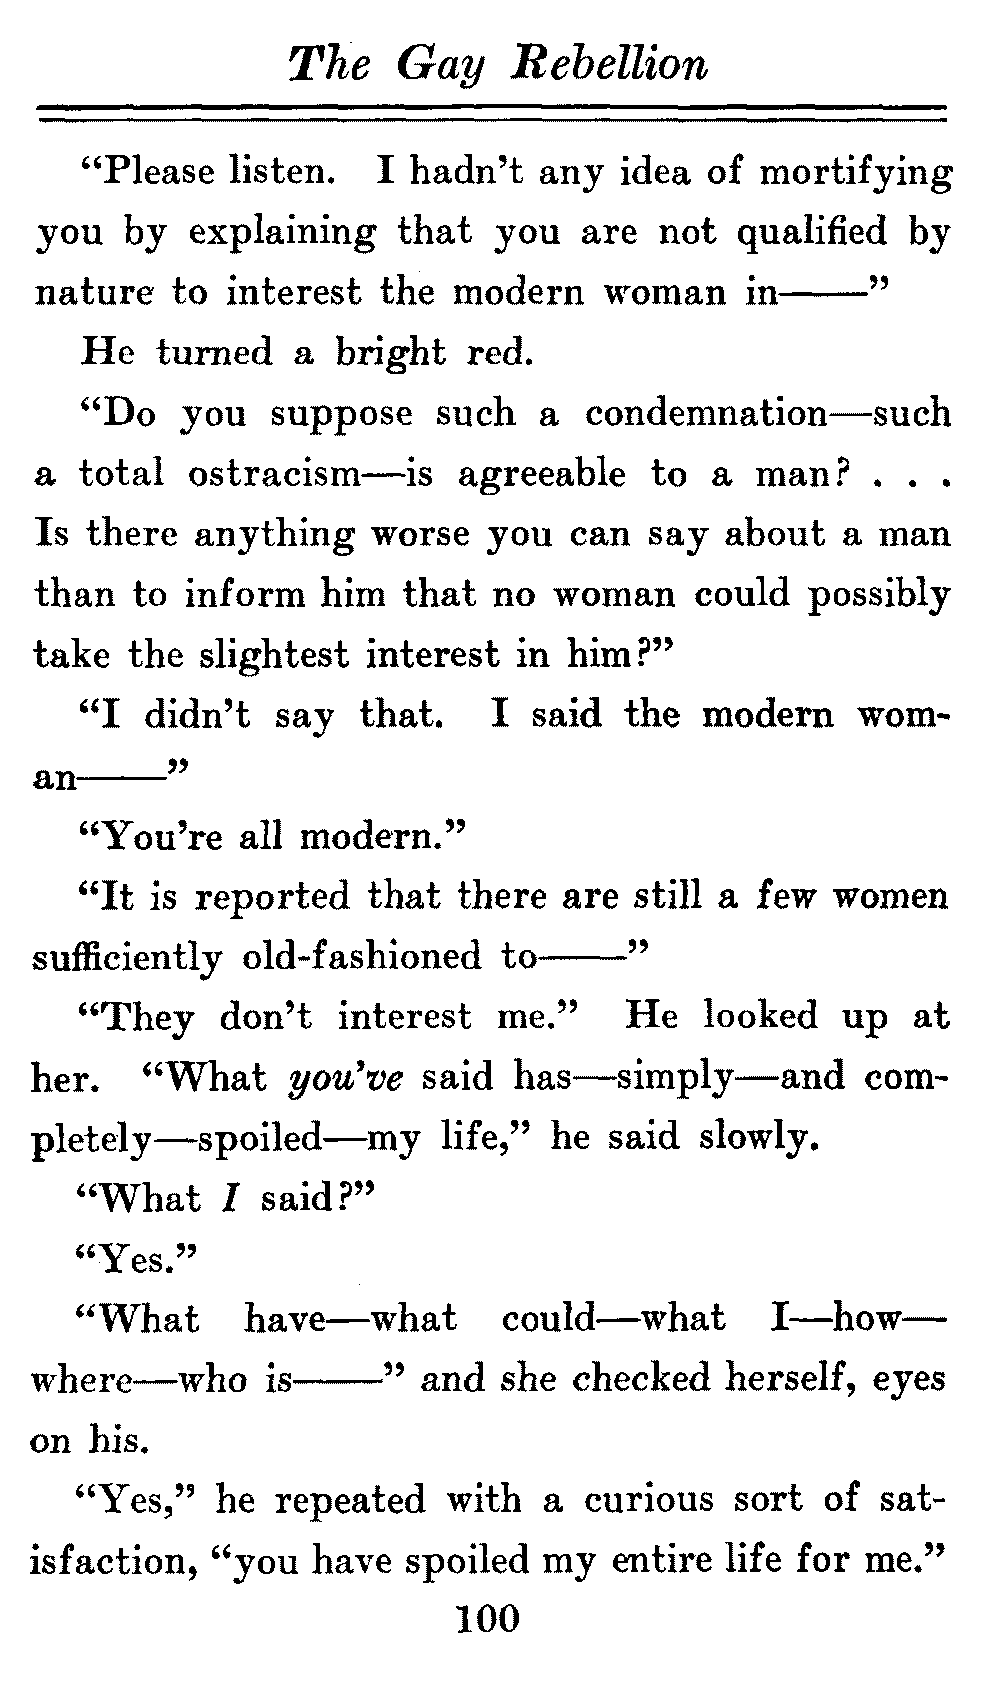 The Gay Rebellion
“Please listen. I hadn’t any idea of mortifying
you by explaining that you are not qualified by
nature to interest the modern woman in——”
He turned a bright red.
“Do you suppose such a condemnation—such
a total ostracism—is agreeable to a man? . . .
Is there anything worse you can say about a man
than to inform him that no woman could possibly
take the slightest interest in him?”
“I didn’t say that. I said the modern wom-
an——”
“You’re all modern.”
“It is reported that there are still a few women
sufficiently old-fashioned to——”
“They don’t interest me.” He looked up at
her. “What you’ve said has—simply—and com-
pletely—spoiled—my life,” he said slowly.
“What I said?”
“Yes.”
“What have—what could—what I—how—
where—who is——” and she checked herself, eyes
on his.
“Yes,” he repeated with a curious sort of sat-
isfaction, “you have spoiled my entire life for me.”
100